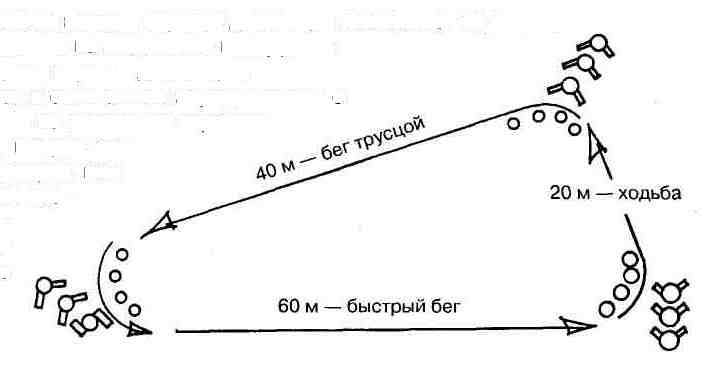 40 м — бег трусцой
20 м — ходьба
60 м — быстрый бег